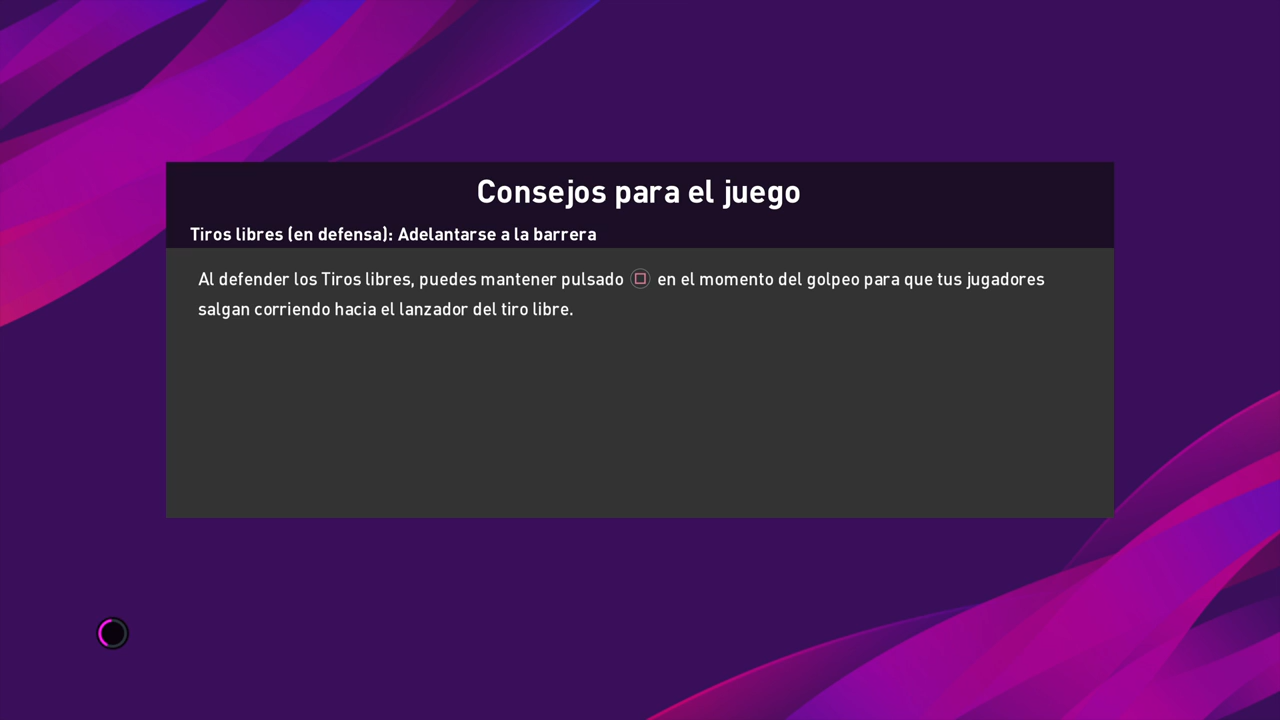 Consejos para el juego
Tiros libres (en defensa): Adelantarse a la barrera
Al defender los Tiros libres, puedes mantener pulsado □ en el momento del golpeo para que tus jugadores
salgan corriendo hacia el lanzador del tiro libre.